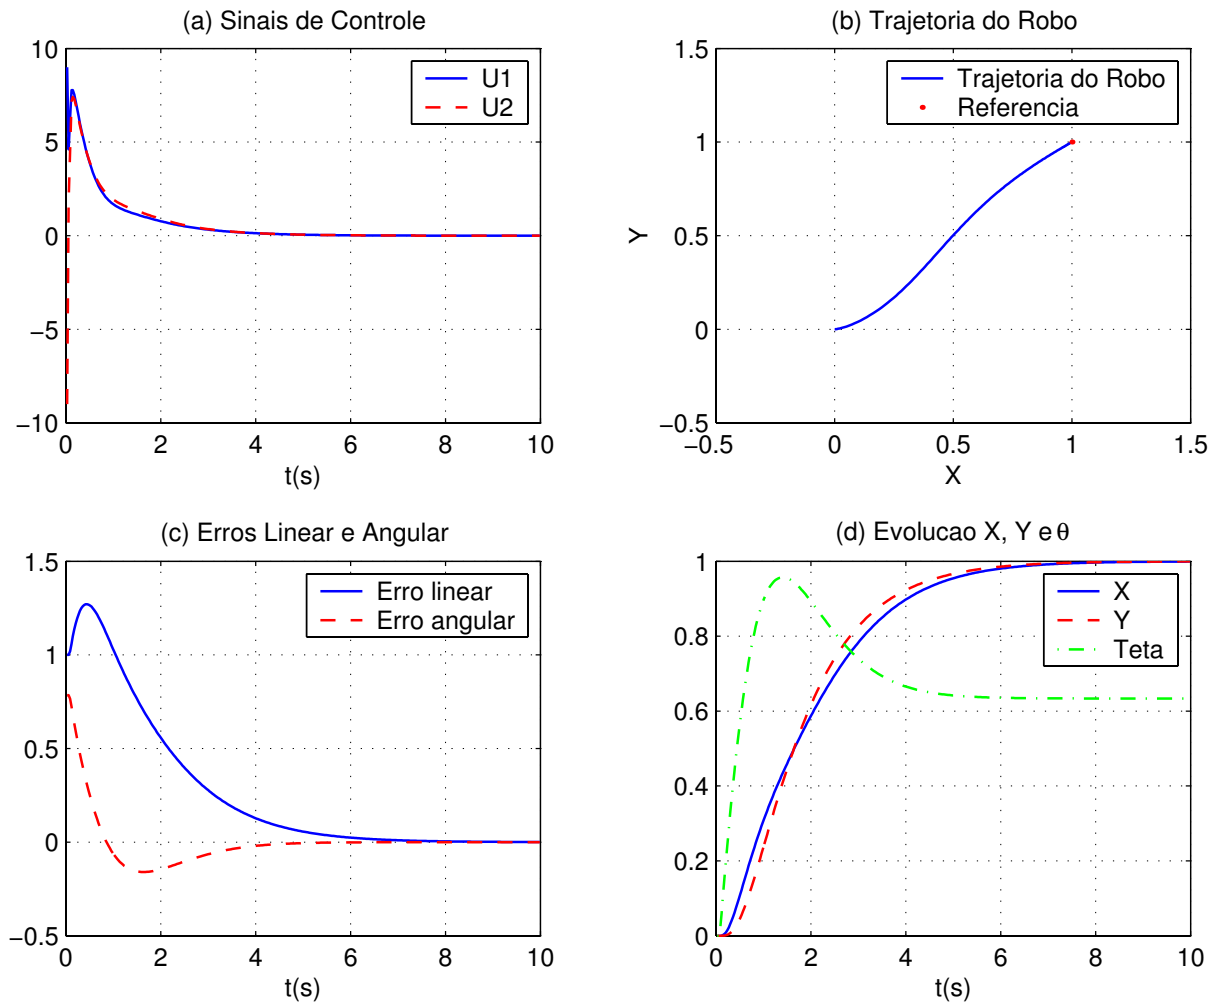 (a) Sinais de Controle
10
5
0
−5
−10
0 2 4 6 8 10
t(s)
U1
U2
(b) Trajetoria do Robo
1.5
1
0.5
0
−0.5
−0.5 0 0.5 1 1.5
X
Y
Trajetoria do Robo
Referencia
(c) Erros Linear e Angular
1.5
1
0.5
0
−0.5
0 2 4 6 8 10
t(s)
Erro linear
Erro angular
(d) Evolucao X, Y e θ
1
0.8
0.6
0.4
0.2
0
0 2 4 6 8 10
t(s)
X
Y
Teta